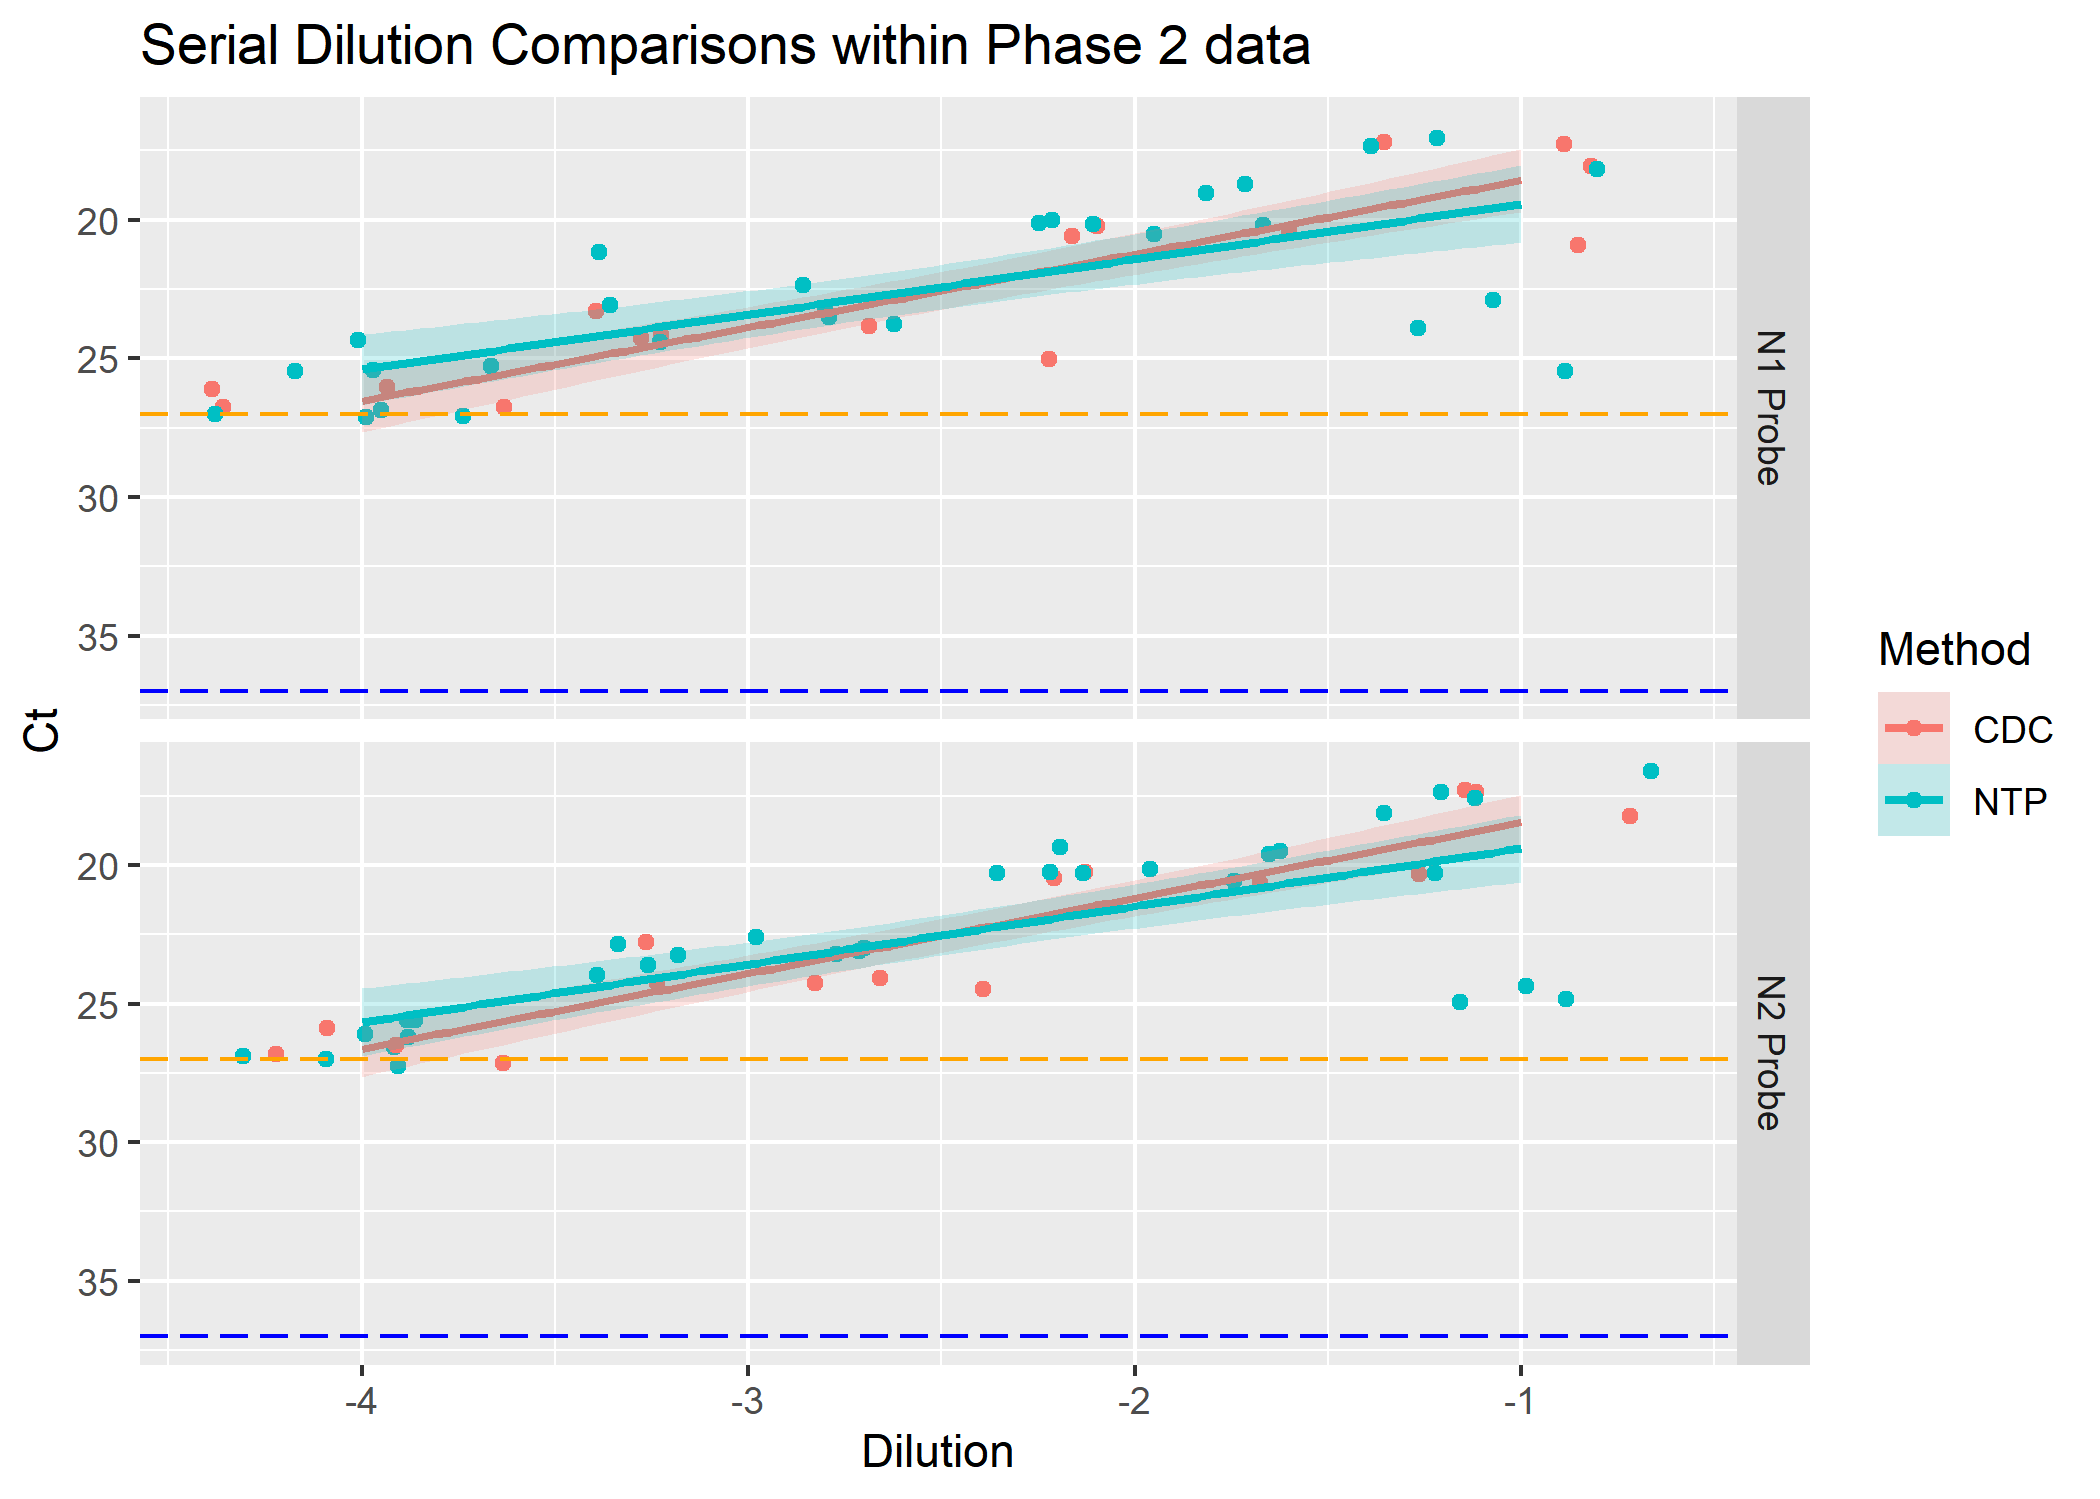 Serial Dilution Comparisons within Phase 2 data
20
25
30
35
N1 Probe
20
25
30
35
N2 Probe
Ct
-4
-3
-2
-1
Dilution
Method
CDC
NTP